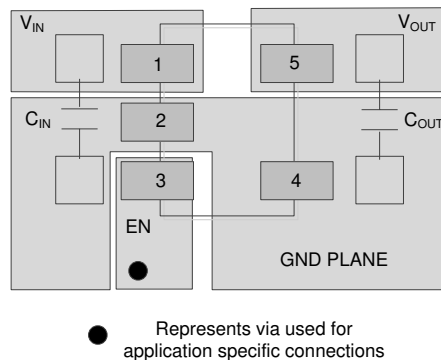 VIN
VOUT
1
5
CIN
2
COUT
3
4
EN
GND PLANE
Represents via used for
application specific connections